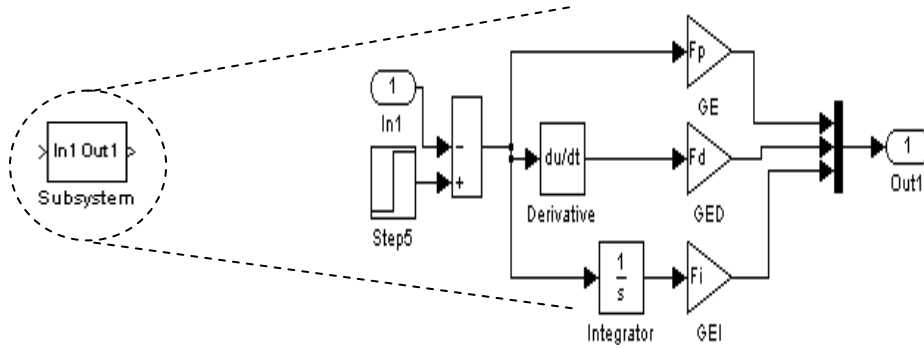 In1 Out1
Subsystem
1
In1
−
+
Step5
du/dt
Derivative
1
s
Integrator
Fp
GE
Fd
GED
Fi
GEI
1
Out1